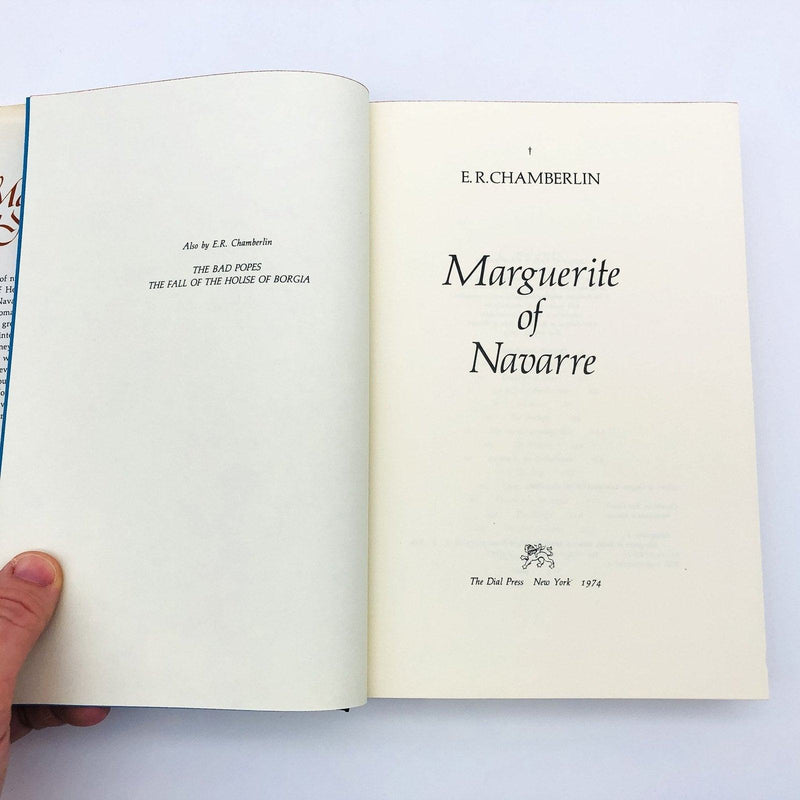 Also by E.R. Chamberlin
THE BAD POPES
THE FALL OF THE HOUSE OF BORGIA
†
E.R.CHAMBERLIN
Marguerite
of
Navarre
The Dial Press New York 1974